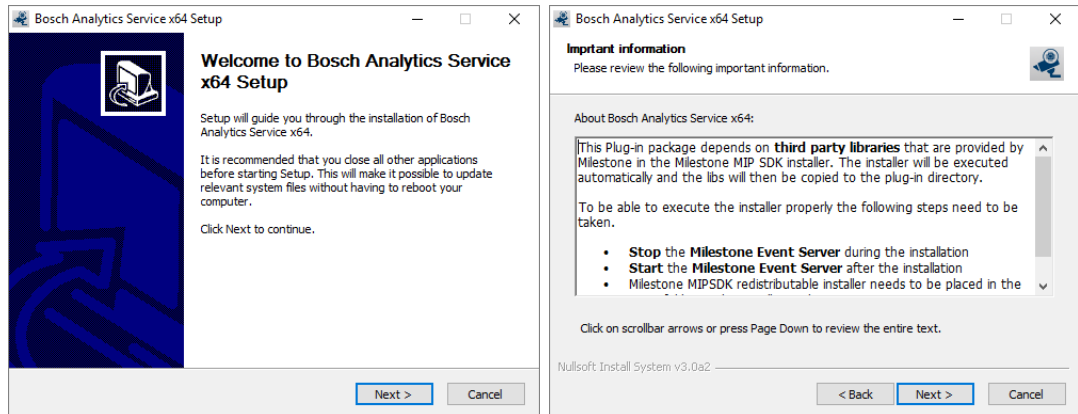 Bosch Analytics Service x64 Setup
Welcome to Bosch Analytics Service
x64 Setup
Setup will guide you through the installation of Bosch
Analytics Service x64.
It is recommended that you close all other applications
before starting Setup. This will make it possible to update
relevant system files without having to reboot your
computer.
Click Next to continue.
Next >
Cancel
Bosch Analytics Service x64 Setup
Imprtant information
Please review the following important information.
About Bosch Analytics Service x64:
This Plug-in package depends on third party libraries that are provided by
Milestone in the Milestone MIP SDK installer. The installer will be executed
automatically and the libs will then be copied to the plug-in directory.
To be able to execute the installer properly the following steps need to be
taken.
• Stop the Milestone Event Server during the installation
• Start the Milestone Event Server after the installation
• Milestone MIPSDK redistributable installer needs to be placed in the
Click on scrollbar arrows or press Page Down to review the entire text.
Nullsoft Install System v3.0a2
< Back
Next >
Cancel